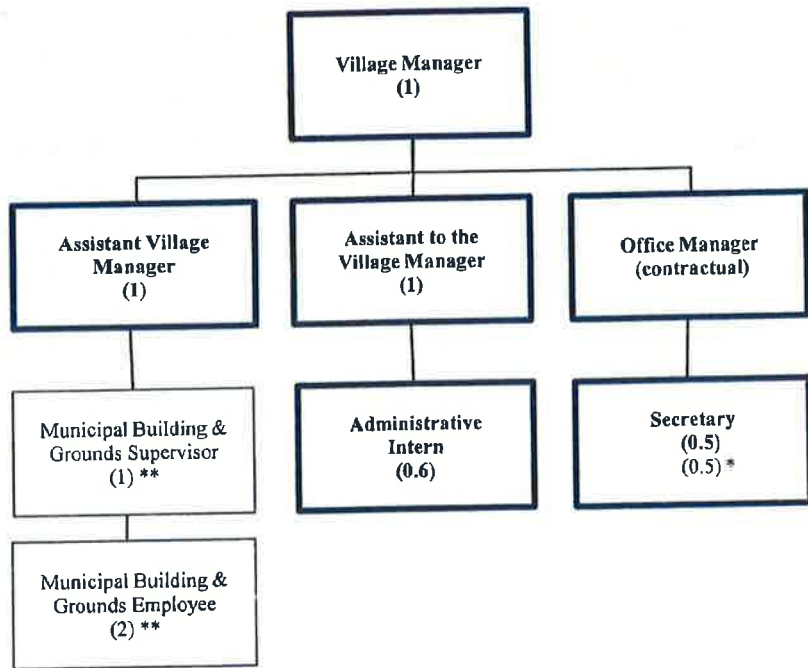 Village Manager
(1)
Assistant Village
Manager
(1)
Assistant to the
Village Manager
(1)
Office Manager
(contractual)
Municipal Building &
Grounds Supervisor
(1) **
Administrative
Intern
(0.6)
Secretary
(0.5)
(0.5) *
Municipal Building &
Grounds Employee
(2) **